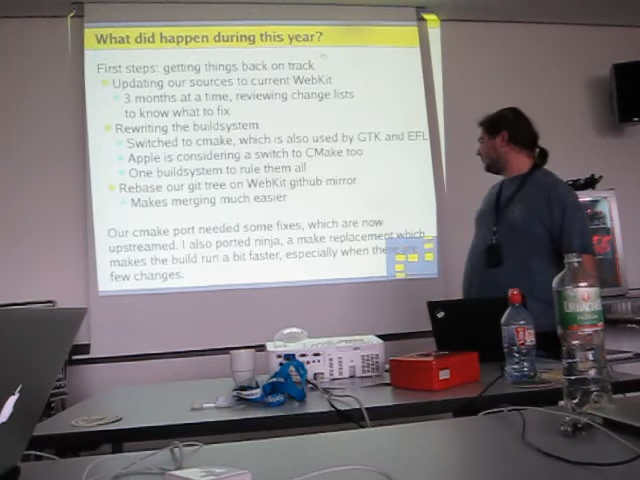 What did happen during this year?
First steps: getting things back on track
Updating our sources to current WebKit
3 months at a time, reviewing change lists
to know what to fix
Rewriting the buildsystem
Switched to cmake, which is also used by GTK and EFL
Apple is considering a switch to CMake too
One buildsystem to rule them all
Rebase our git tree on WebKit github mirror
Makes merging much easier
Our cmake port needed some fixes, which are now
upstreamed. I also ported ninja, a make replacement which
makes the build run a bit faster, especially when there are
few changes.